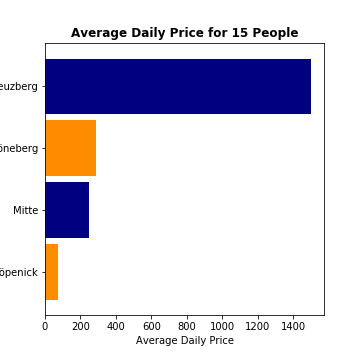 Average Daily Price for 15 People
euzberg
öneberg
Mitte
öpenick
0 200 400 600 800 1000 1200 1400
Average Daily Price